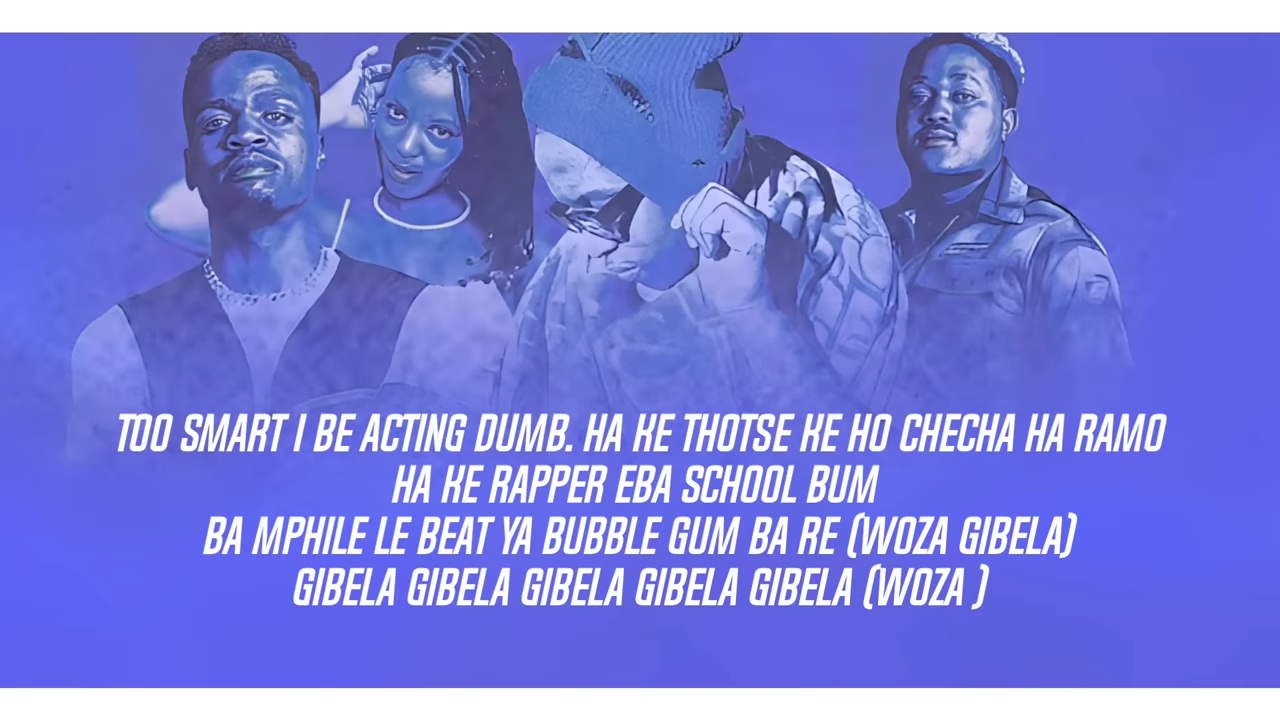 TOO SMART I BE ACTING DUMB. HA KE THOTSE KE HO CHECHA HA RAMO
HA KE RAPPER EBA SCHOOL BUM
BA MPHILE LE BEAT YA BUBBLE GUM BA RE (WOZA GIBELA)
GIBELA GIBELA GIBELA GIBELA GIBELA (WOZA )